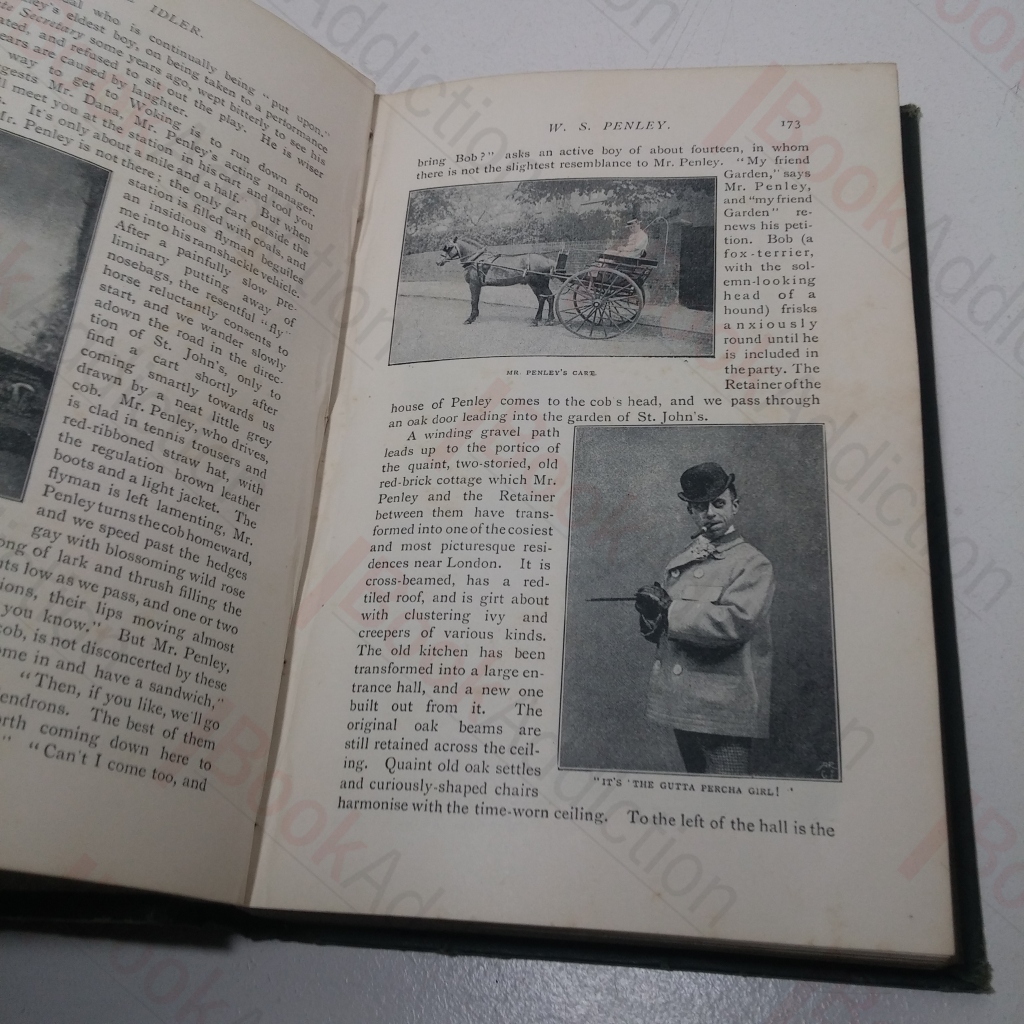 IDLER.
who is continually being "put upon."
eldest boy, on being taken to a performance
Secretary some years ago, wept bitterly to see his
and refused to sit out the play. He is wiser
are caused by laughter.
way to get to Woking is to run down from
Mr. Dana, Mr. Penley's acting manager.
meet you at the station in his cart and tool you
It's only about a mile and a half. But when
Mr. Penley is not there; the only cart outside the
station is filled with coals, and
an insidious flyman beguiles
me into his ramshackle vehicle.
After a painfully slow pre-
liminary putting away of
nosebags, the resentful "fly"
horse reluctantly consents to
start, and we wander slowly
adown the road in the direc-
tion of St. John's, only to
find a cart shortly after
coming smartly towards us
drawn by a neat little grey
cob. Mr. Penley, who drives,
is clad in tennis trousers and
red-ribboned straw hat, with
the regulation brown leather
boots and a light jacket. The
flyman is left lamenting, Mr.
Penley turns the cob homeward,
and we speed past the hedges
gay with blossoming wild rose
of lark and thrush filling the
low as we pass, and one or two
their lips moving almost
you know." But Mr. Penley,
cob, is not disconcerted by these
in and have a sandwich,"
"Then, if you like, we'll go
The best of them
coming down here to
"Can't I come too, and
W. S. PENLEY. 173
bring Bob?" asks an active boy of about fourteen, in whom
there is not the slightest resemblance to Mr. Penley. "My friend
Garden," says
Mr. Penley,
and "my friend
Garden" re-
news his peti-
tion. Bob (a
fox-terrier,
with the sol-
emn-looking
head of a
hound) frisks
anxiously
round until he
is included in
the party. The
Retainer of the
MR. PENLEY'S CART.
house of Penley comes to the cob s head, and we pass through
an oak door leading into the garden of St. John's.
A winding gravel path
leads up to the portico of
the quaint, two-storied, old
red-brick cottage which Mr.
Penley and the Retainer
between them have trans-
formed into one of the cosiest
and most picturesque resi-
dences near London. It is
cross-beamed, has a red-
tiled roof, and is girt about
with clustering ivy and
creepers of various kinds.
The old kitchen has been
transformed into a large en-
trance hall, and a new one
built out from it. The
original oak beams are
still retained across the ceil-
ing. Quaint old oak settles
and curiously-shaped chairs
"IT'S 'THE GUTTA PERCHA GIRL! '
harmonise with the time-worn ceiling. To the left of the hall is the
BookAddiction